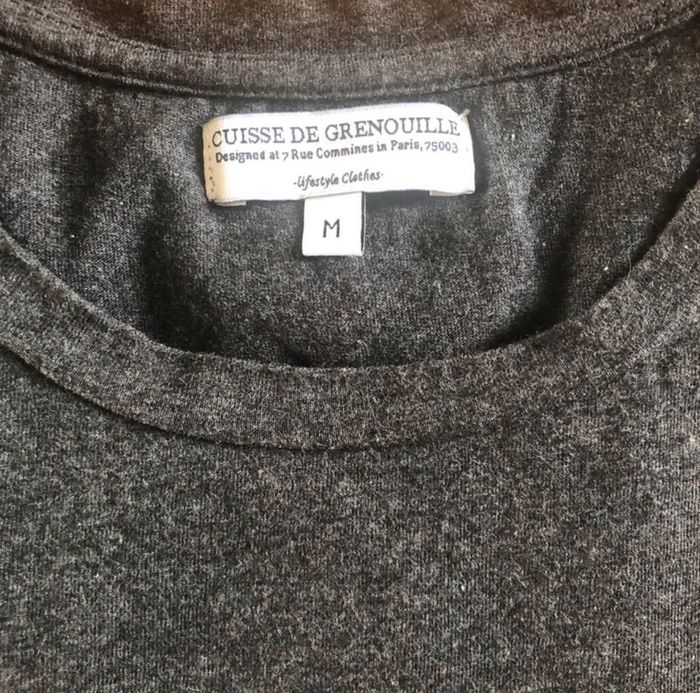 CUISSE DE GRENOUILLE
Designed at 7 Rue Commines in Paris, 75003
-Lifestyle Clothes-
M